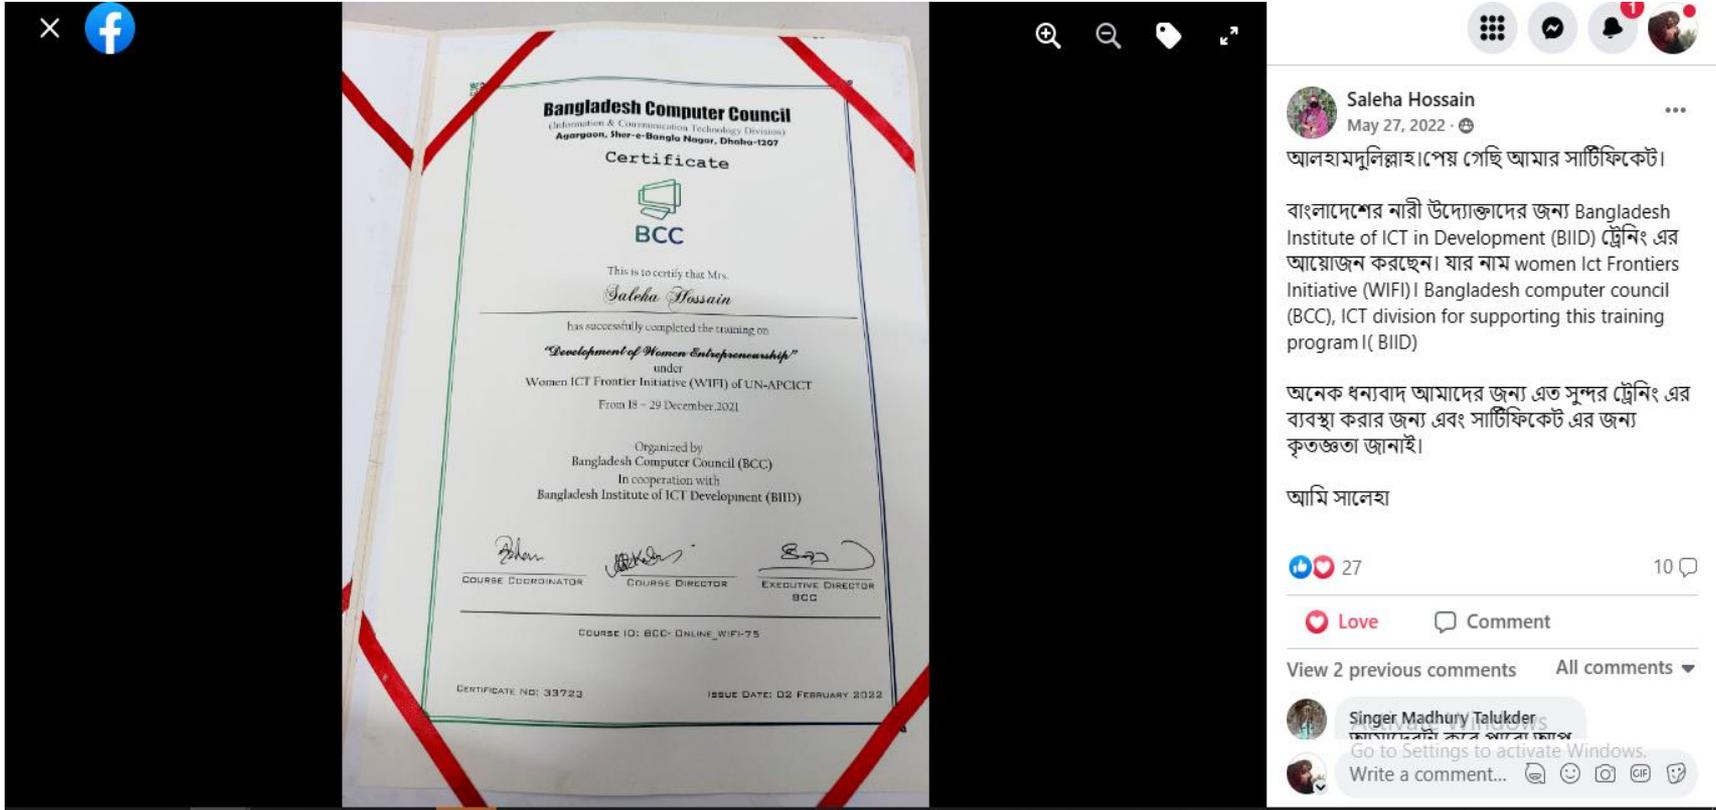 Bangladesh Computer Council
(Information & Communication Technology Division)
Agargaon, Sher-e-Bangla Nagar, Dhaka-1207
Certificate
BCC
This is to certify that Mrs.
Saleha Hossain
has successfully completed the training on
"Development of Women Entrepreneurship"
under
Women ICT Frontier Initiative (WIFI) of UN-APCICT
From 18 – 29 December,2021
Organized by
Bangladesh Computer Council (BCC)
In cooperation with
Bangladesh Institute of ICT Development (BIID)
COURSE COORDINATOR
COURSE DIRECTOR
EXECUTIVE DIRECTOR
BCC
COURSE ID: BCC- ONLINE_WIFI-75
CERTIFICATE NO: 33723
ISSUE DATE: 02 FEBRUARY 2022
1
Saleha Hossain
May 27, 2022
আলহামদুলিল্লাহ।পেয় গেছি আমার সার্টিফিকেট।
বাংলাদেশের নারী উদ্যোক্তাদের জন্য Bangladesh
Institute of ICT in Development (BIID) ট্রেনিং এর
আয়োজন করছেন। যার নাম women Ict Frontiers
Initiative (WIFI)। Bangladesh computer council
(BCC), ICT division for supporting this training
program।( BIID)
অনেক ধন্যবাদ আমাদের জন্য এত সুন্দর ট্রেনিং এর
ব্যবস্থা করার জন্য এবং সার্টিফিকেট এর জন্য
কৃতজ্ঞতা জানাই।
আমি সালেহা
27
10
Love
Comment
View 2 previous comments
All comments
Singer Madhury Talukder
Activate Windows
Go to Settings to activate Windows.
Write a comment...
GIF